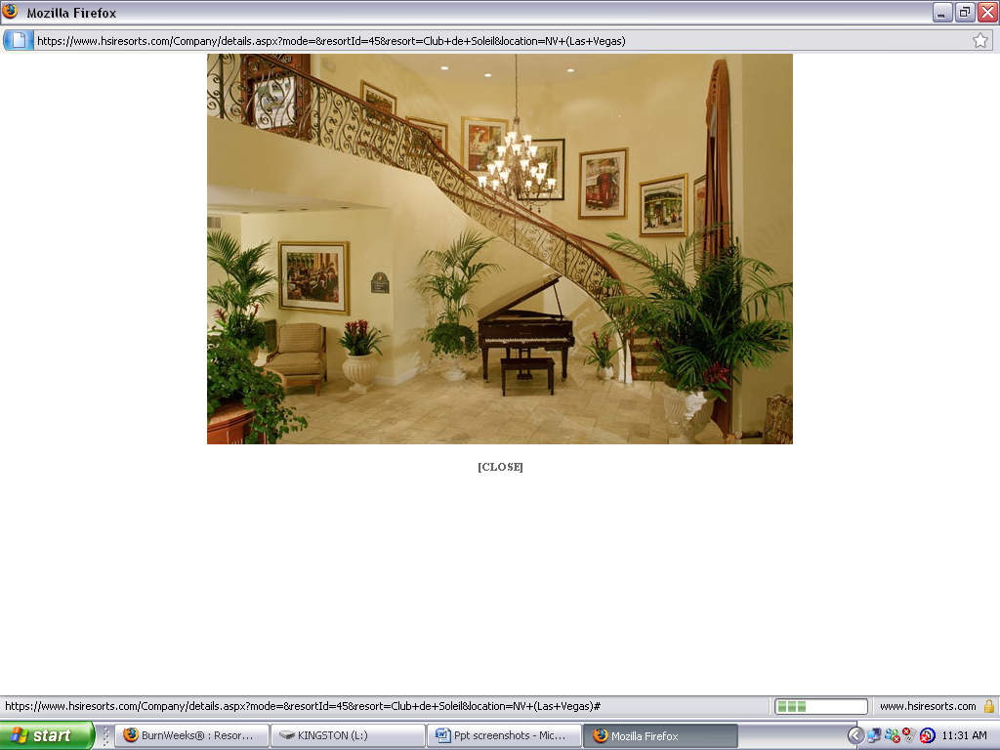 Mozilla Firefox
https://www.hsiresorts.com/Company/details.aspx?mode=&resortId=45&resort=Club+de+Soleil&location=NV+(Las+Vegas)
[CLOSE]
https://www.hsiresorts.com/Company/details.aspx?mode=&resortId=45&resort=Club+de+Soleil&location=NV+(Las+Vegas)#
www.hsiresorts.com
start
BurnWeeks® : Resor...
KINGSTON (L:)
Ppt screenshots - Mic...
Mozilla Firefox
11:31 AM